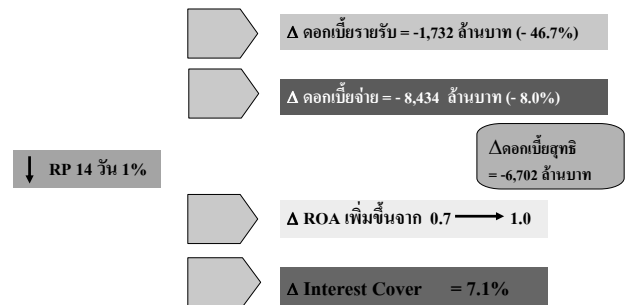 Δ ดอกเบี้ยรายรับ = -1,732 ล้านบาท (- 46.7%)
Δ ดอกเบี้ยจ่าย = - 8,434 ล้านบาท (- 8.0%)
Δดอกเบี้ยสุทธิ
= -6,702 ล้านบาท
↓ RP 14 วัน 1%
Δ ROA เพิ่มขึ้นจาก 0.7 → 1.0
Δ Interest Cover = 7.1%